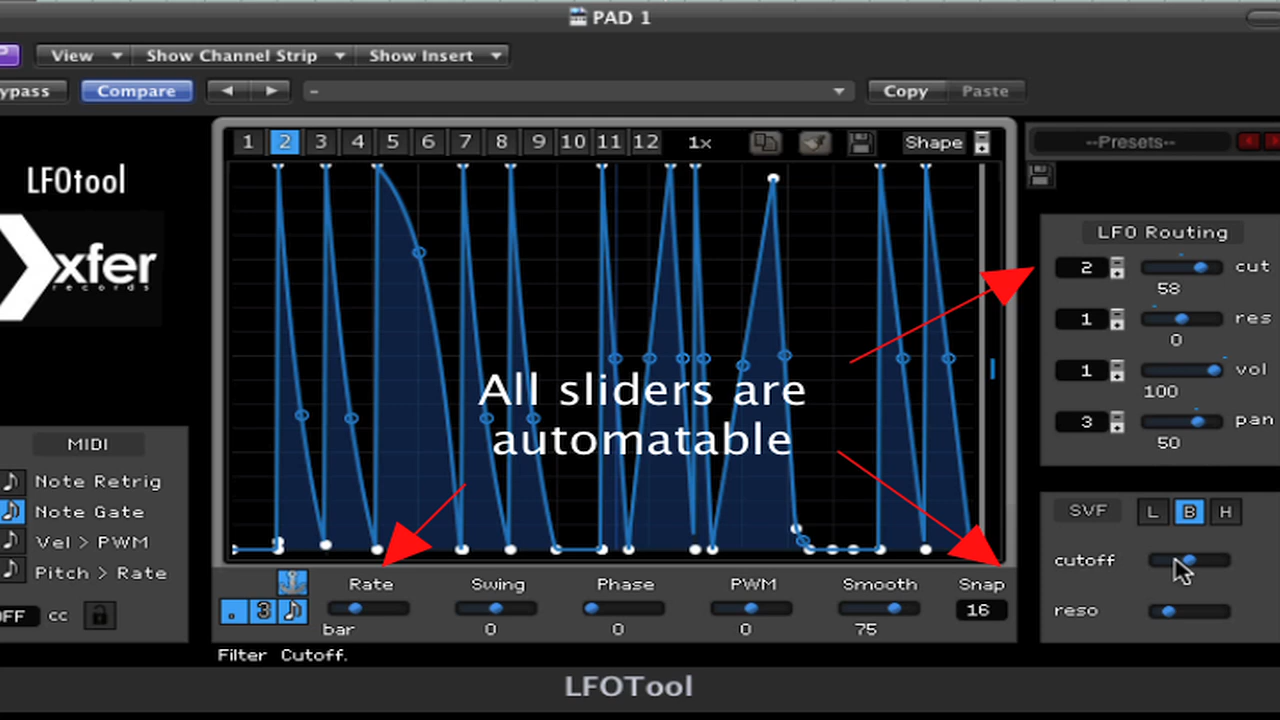 PAD 1
View Show Channel Strip Show Insert
ypass Compare - Copy Paste
1 2 3 4 5 6 7 8 9 10 11 12 1x Shape
--Presets--
LFOtool
xfer
records
LFO Routing
2 cut
58
1 res
0
1 vol
100
3 pan
50
All sliders are
automatable
MIDI
Note Retrig
Note Gate
Vel > PWM
Pitch > Rate
OFF cc
SVF L B H
cutoff
reso
Rate Swing Phase PWM Smooth Snap
. 3 16
bar 0 0 0 75
Filter Cutoff.
LFOTool